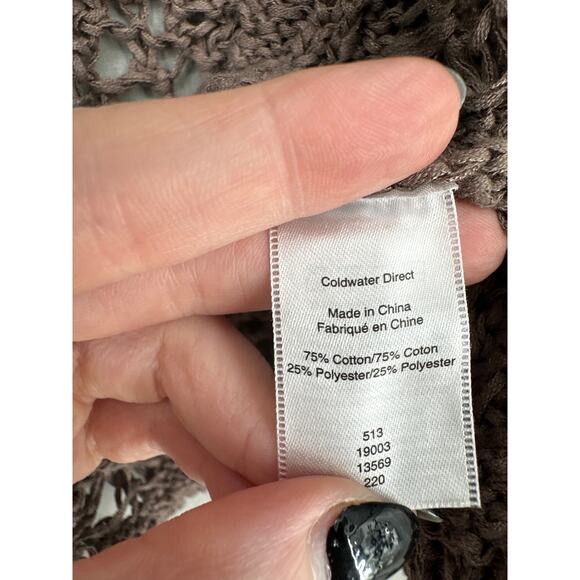 Coldwater Direct
Made in China
Fabriqué en Chine
75% Cotton/75% Coton
25% Polyester/25% Polyester
513
19003
13569
220